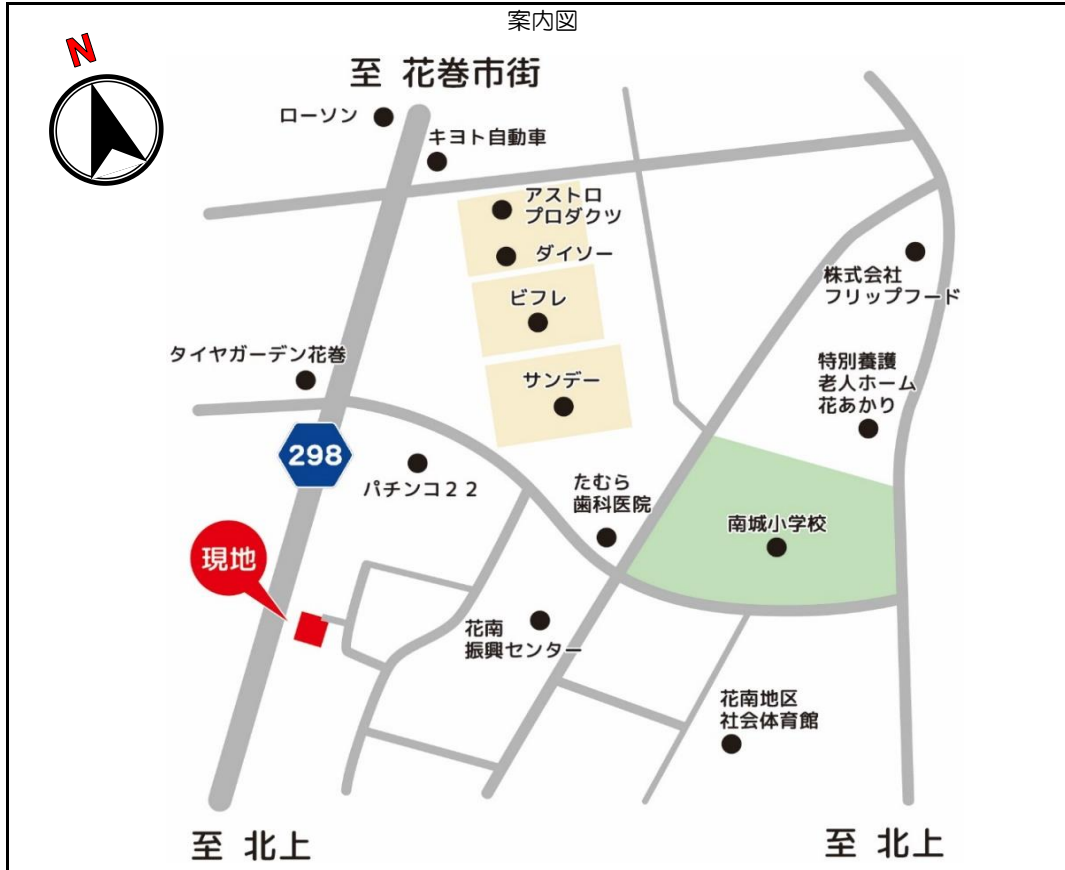 案内図
N
至 花巻市街
ローソン
キヨト自動車
アストロ
プロダクツ
ダイソー
ビフレ
サンデー
株式会社
フリップフード
タイヤガーデン花巻
特別養護
老人ホーム
花あかり
298
パチンコ２２
たむら
歯科医院
南城小学校
現地
花南
振興センター
花南地区
社会体育館
至 北上
至 北上